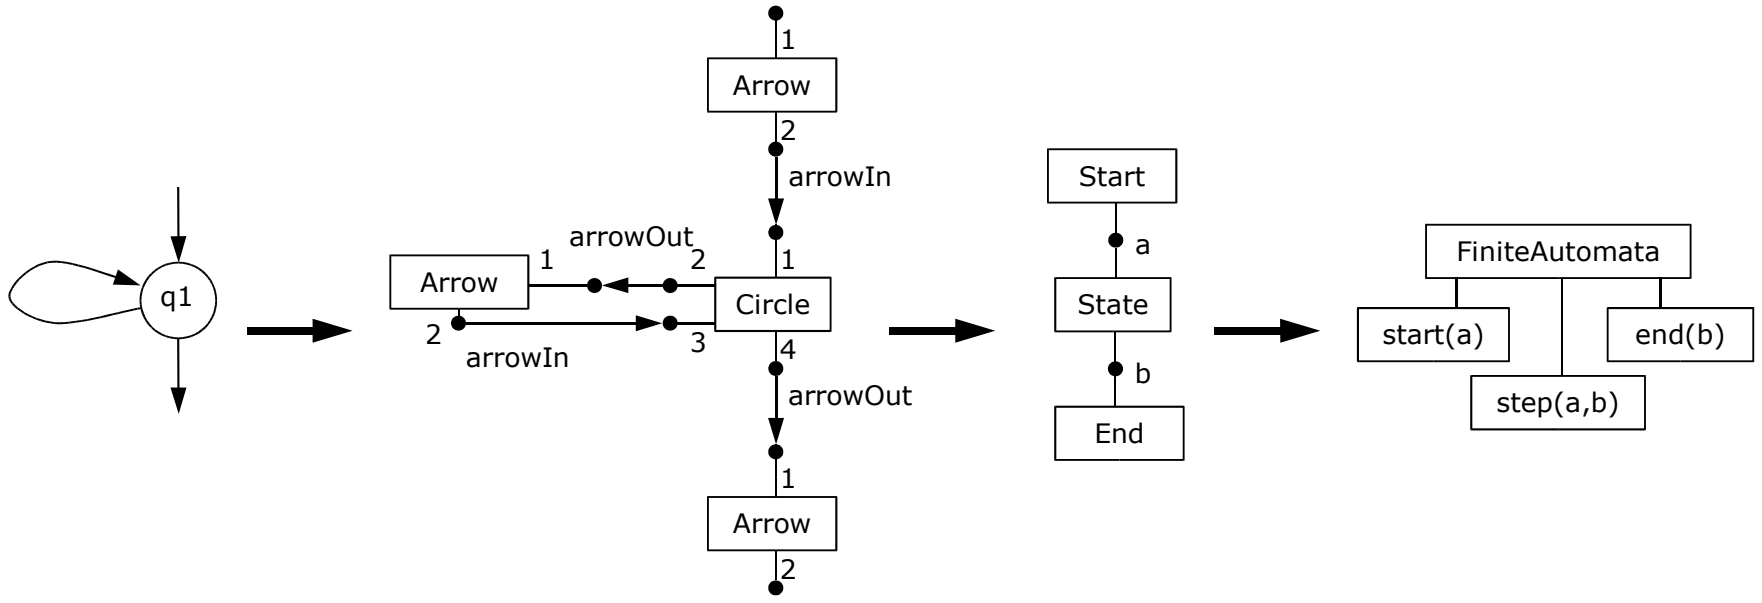 q1
1
Arrow
2
arrowIn
arrowOut
1
2
1
Arrow
Circle
2
3
4
arrowIn
arrowOut
1
Arrow
2
Start
a
State
b
End
FiniteAutomata
start(a)
end(b)
step(a,b)